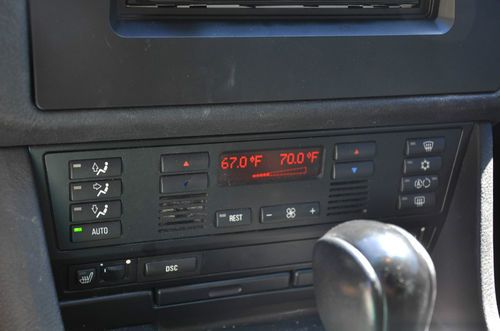 67.0°F 70.0°F
REST - +
AUTO
DSC